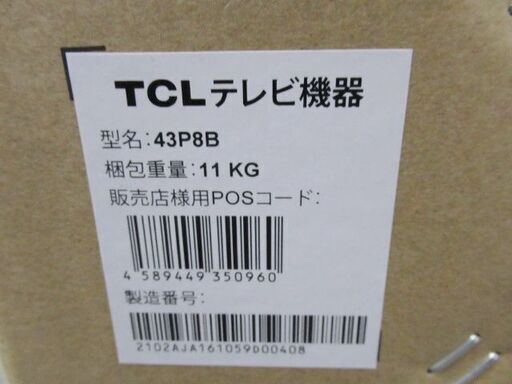 TCLテレビ機器
型名:43P8B
梱包重量:11 KG
販売店様用POSコード:
4 589449 350960
製造番号:
2102AJA161059D00408